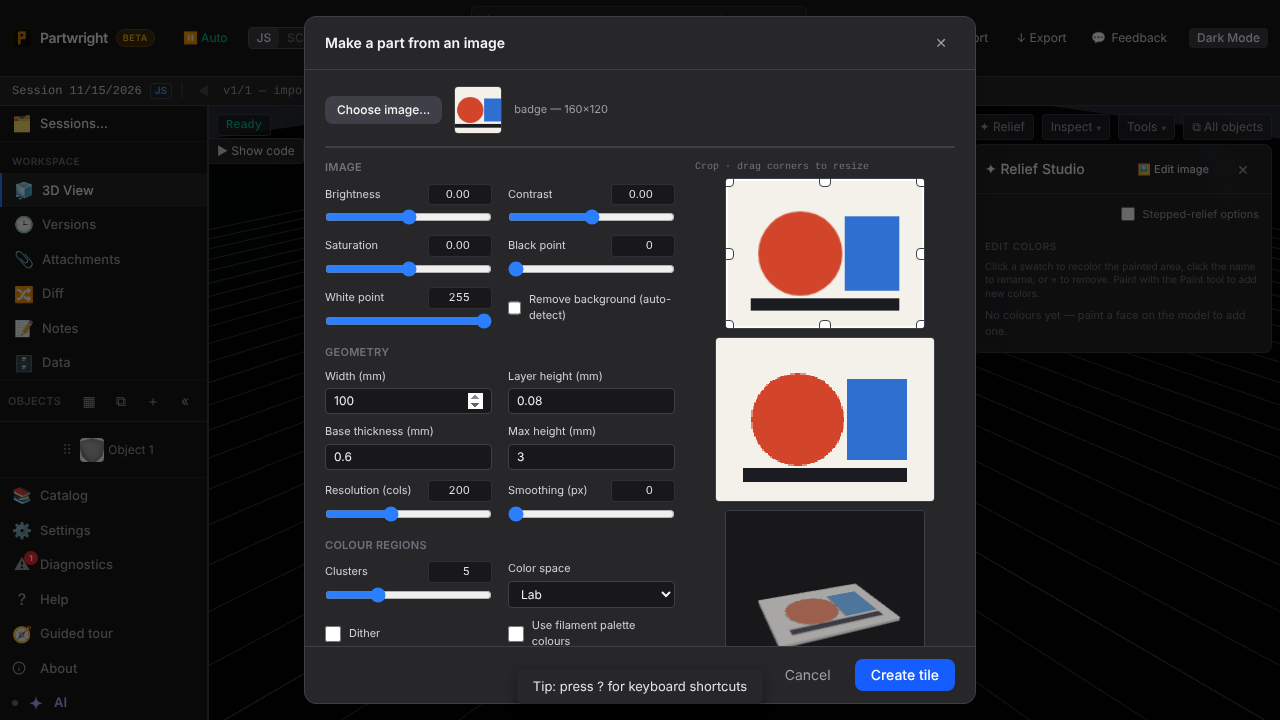 Partwright BETA Auto JS SC
Export Feedback Dark Mode
Session 11/15/2026 JS v1/1 — impo
Sessions...
WORKSPACE
3D View
Versions
Attachments
Diff
Notes
Data
OBJECTS
Object 1
Catalog
Settings
1
Diagnostics
Help
Guided tour
About
AI
Ready
Show code
Make a part from an image
Choose image...
badge — 160×120
IMAGE
Brightness 0.00
Contrast 0.00
Saturation 0.00
Black point 0
White point 255
Remove background (auto-
detect)
GEOMETRY
Width (mm)
100
Layer height (mm)
0.08
Base thickness (mm)
0.6
Max height (mm)
3
Resolution (cols) 200
Smoothing (px) 0
COLOUR REGIONS
Clusters 5
Color space
Lab
Dither
Use filament palette
colours
Crop · drag corners to resize
Cancel
Create tile
Tip: press ? for keyboard shortcuts
Relief Inspect Tools All objects
Relief Studio Edit image
Stepped-relief options
EDIT COLORS
Click a swatch to recolor the painted area, click the name
to rename, or × to remove. Paint with the Paint tool to add
new colors.
No colours yet — paint a face on the model to add
one.